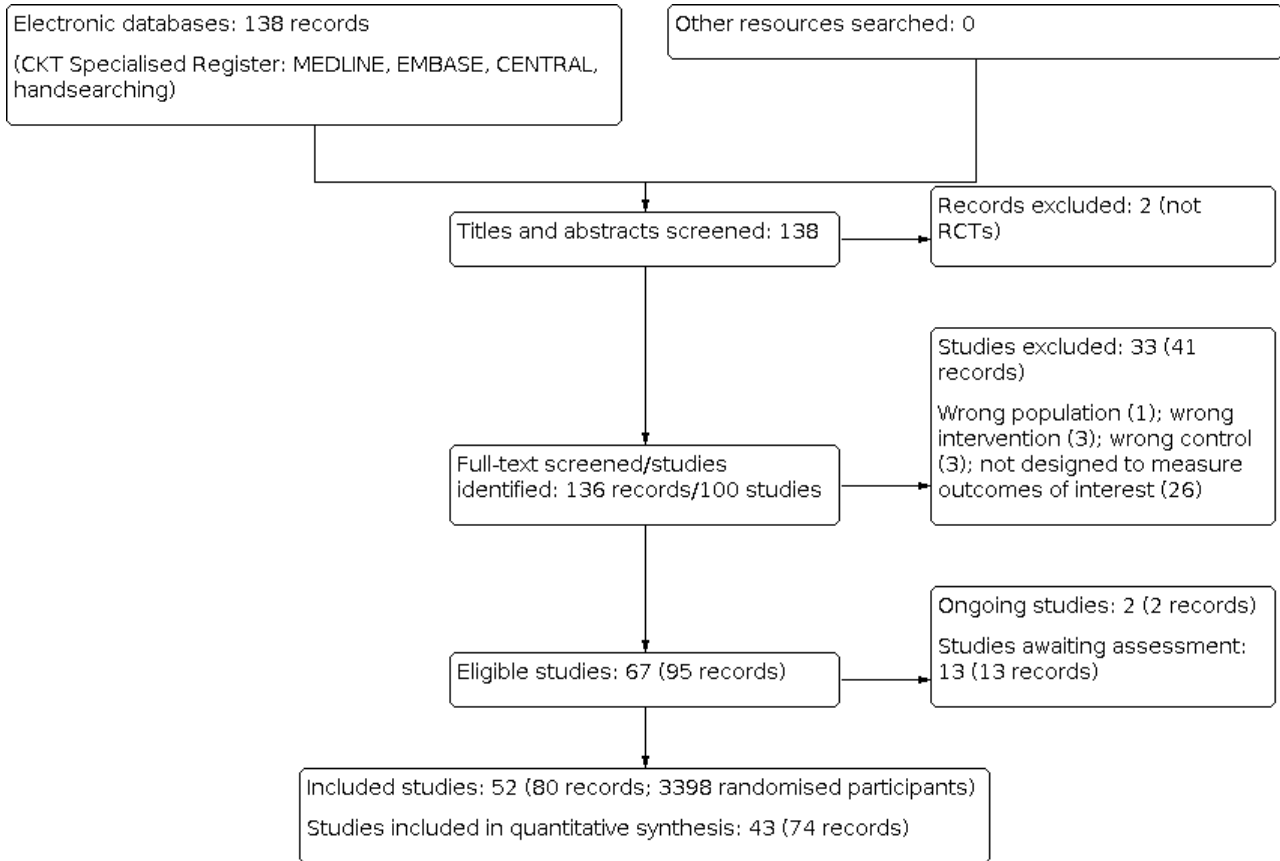 Electronic databases: 138 records
(CKT Specialised Register: MEDLINE, EMBASE, CENTRAL,
handsearching)
Other resources searched: 0
Titles and abstracts screened: 138
Records excluded: 2 (not
RCTs)
Full-text screened/studies
identified: 136 records/100 studies
Studies excluded: 33 (41
records)
Wrong population (1); wrong
intervention (3); wrong control
(3); not designed to measure
outcomes of interest (26)
Eligible studies: 67 (95 records)
Ongoing studies: 2 (2 records)
Studies awaiting assessment:
13 (13 records)
Included studies: 52 (80 records; 3398 randomised participants)
Studies included in quantitative synthesis: 43 (74 records)